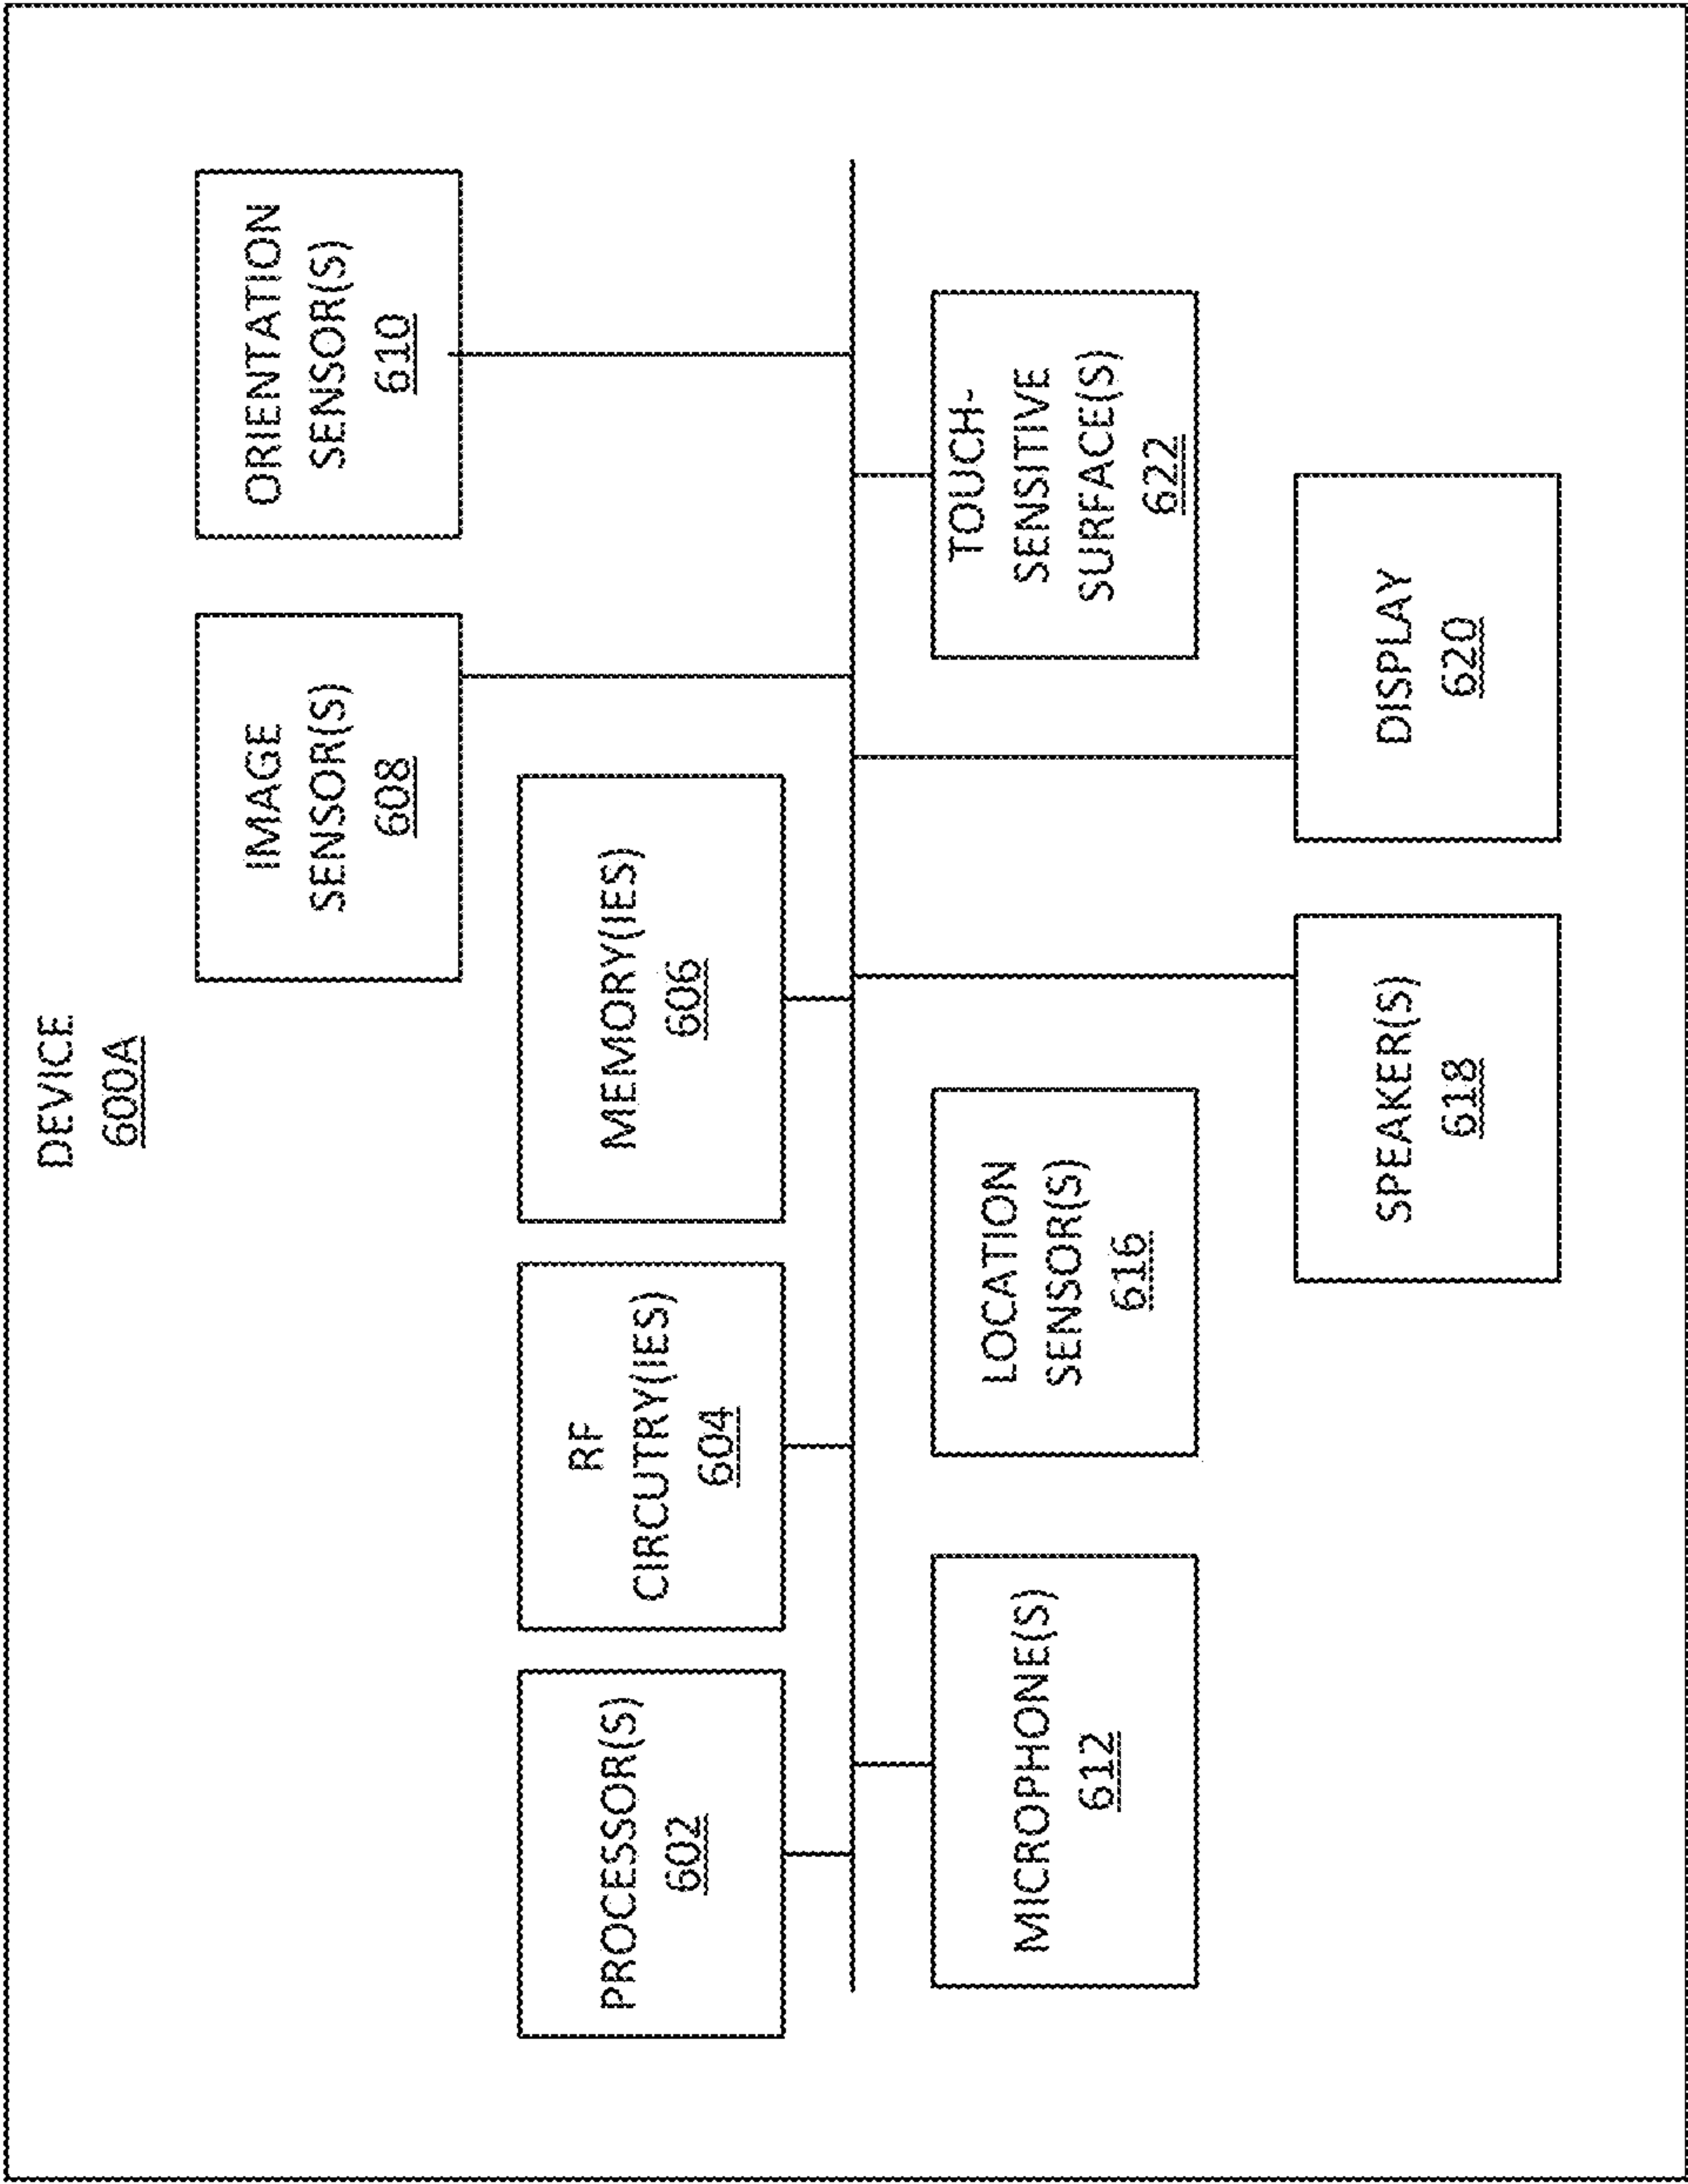 DEVICE
600A
IMAGE
SENSOR(S)
608
ORIENTATION
SENSOR(S)
610
PROCESSOR(S)
602
RF
CIRCUTRY(IES)
604
MEMORY(IES)
606
MICROPHONE(S)
612
LOCATION
SENSOR(S)
616
TOUCH-
SENSITIVE
SURFACE(S)
622
SPEAKER(S)
618
DISPLAY
620